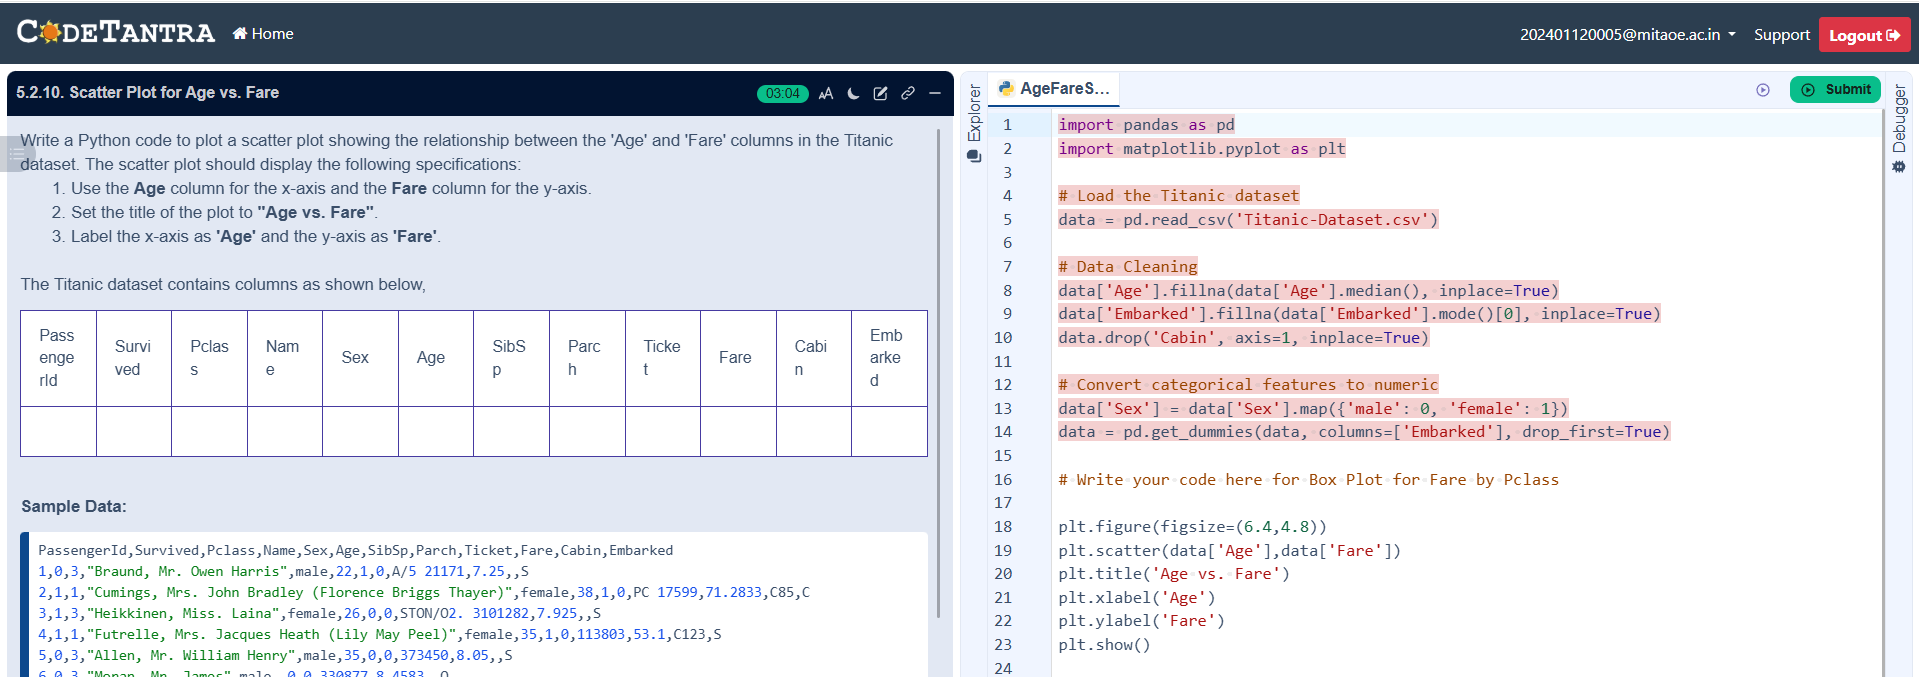 CODETANTRA Home
202401120005@mitaoe.ac.in Support Logout
5.2.10. Scatter Plot for Age vs. Fare
03:04
Write a Python code to plot a scatter plot showing the relationship between the 'Age' and 'Fare' columns in the Titanic
dataset. The scatter plot should display the following specifications:
1. Use the Age column for the x-axis and the Fare column for the y-axis.
2. Set the title of the plot to "Age vs. Fare".
3. Label the x-axis as 'Age' and the y-axis as 'Fare'.
The Titanic dataset contains columns as shown below,
Pass
enge
rId
Survi
ved
Pclas
s
Nam
e
Sex
Age
SibS
p
Parc
h
Ticke
t
Fare
Cabi
n
Emb
arke
d
Sample Data:
PassengerId,Survived,Pclass,Name,Sex,Age,SibSp,Parch,Ticket,Fare,Cabin,Embarked
1,0,3,"Braund, Mr. Owen Harris",male,22,1,0,A/5 21171,7.25,,S
2,1,1,"Cumings, Mrs. John Bradley (Florence Briggs Thayer)",female,38,1,0,PC 17599,71.2833,C85,C
3,1,3,"Heikkinen, Miss. Laina",female,26,0,0,STON/O2. 3101282,7.925,,S
4,1,1,"Futrelle, Mrs. Jacques Heath (Lily May Peel)",female,35,1,0,113803,53.1,C123,S
5,0,3,"Allen, Mr. William Henry",male,35,0,0,373450,8.05,,S
6,0,3,"Moran, Mr. James",male,,0,0,330877,8.4583,,Q
Explorer
AgeFareS...
Submit
Debugger
1 import pandas as pd
2 import matplotlib.pyplot as plt
3
4 # Load the Titanic dataset
5 data = pd.read_csv('Titanic-Dataset.csv')
6
7 # Data Cleaning
8 data['Age'].fillna(data['Age'].median(), inplace=True)
9 data['Embarked'].fillna(data['Embarked'].mode()[0], inplace=True)
10 data.drop('Cabin', axis=1, inplace=True)
11
12 # Convert categorical features to numeric
13 data['Sex'] = data['Sex'].map({'male': 0, 'female': 1})
14 data = pd.get_dummies(data, columns=['Embarked'], drop_first=True)
15
16 # Write your code here for Box Plot for Fare by Pclass
17
18 plt.figure(figsize=(6.4,4.8))
19 plt.scatter(data['Age'],data['Fare'])
20 plt.title('Age vs. Fare')
21 plt.xlabel('Age')
22 plt.ylabel('Fare')
23 plt.show()
24